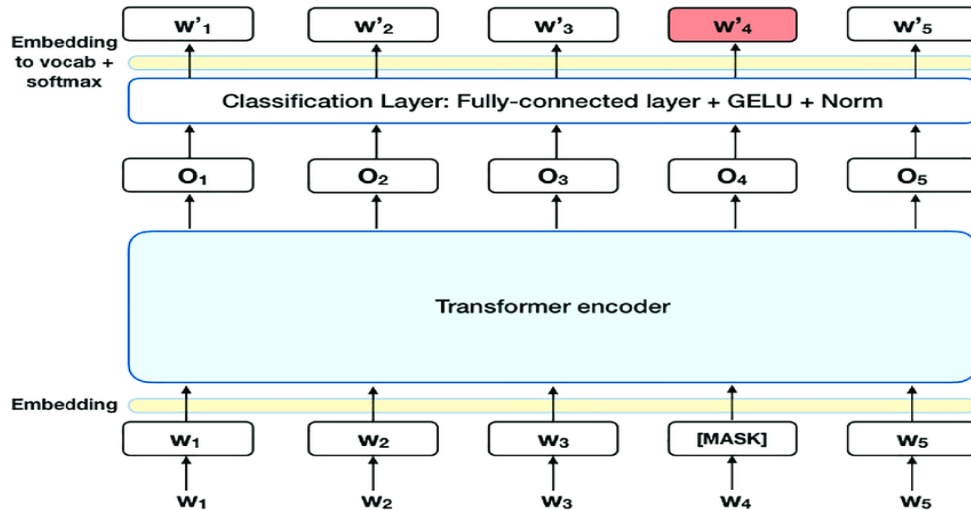 w'₁ w'₂ w'₃ w'₄ w'₅
Embedding
to vocab +
softmax
Classification Layer: Fully-connected layer + GELU + Norm
O₁ O₂ O₃ O₄ O₅
Transformer encoder
Embedding
w₁ w₂ w₃ [MASK] w₅
w₁ w₂ w₃ w₄ w₅